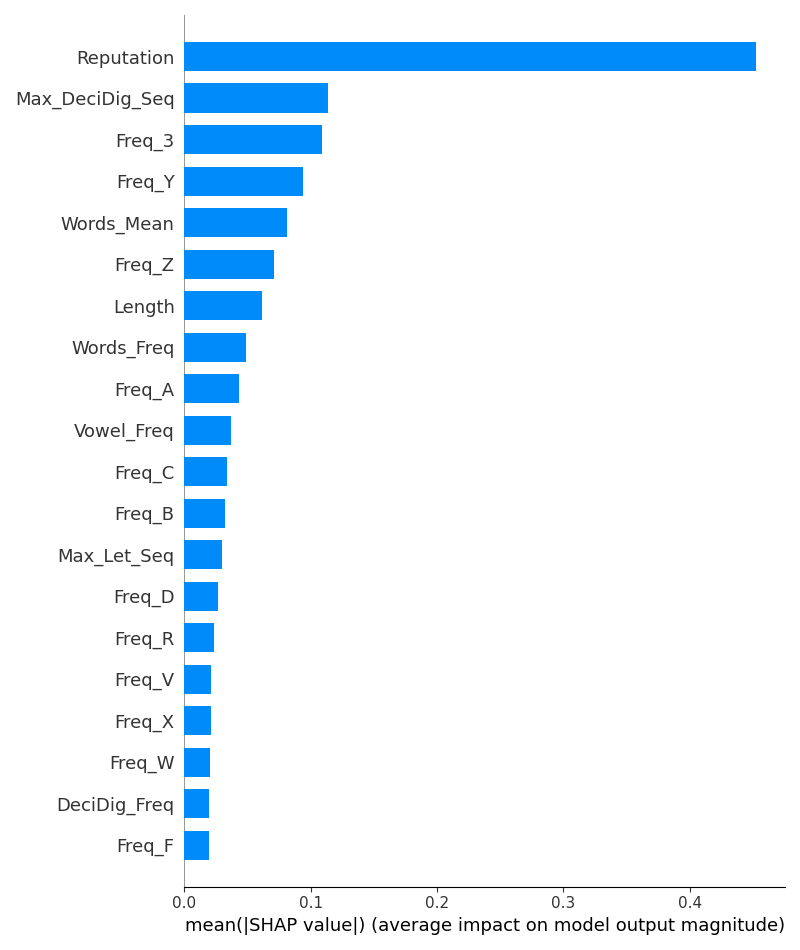 Reputation
Max_DeciDig_Seq
Freq_3
Freq_Y
Words_Mean
Freq_Z
Length
Words_Freq
Freq_A
Vowel_Freq
Freq_C
Freq_B
Max_Let_Seq
Freq_D
Freq_R
Freq_V
Freq_X
Freq_W
DeciDig_Freq
Freq_F
0.0 0.1 0.2 0.3 0.4
mean(|SHAP value|) (average impact on model output magnitude)